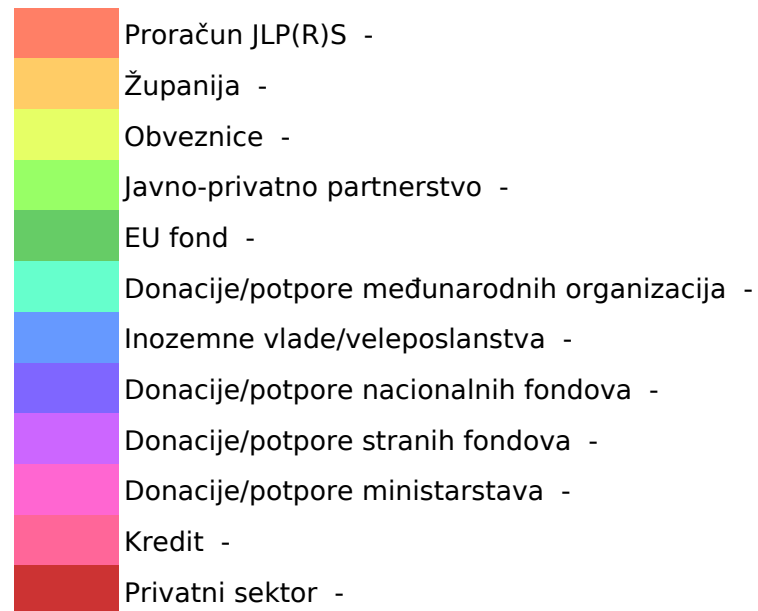 Proračun JLP(R)S -
Županija -
Obveznice -
Javno-privatno partnerstvo -
EU fond -
Donacije/potpore međunarodnih organizacija -
Inozemne vlade/veleposlanstva -
Donacije/potpore nacionalnih fondova -
Donacije/potpore stranih fondova -
Donacije/potpore ministarstava -
Kredit -
Privatni sektor -